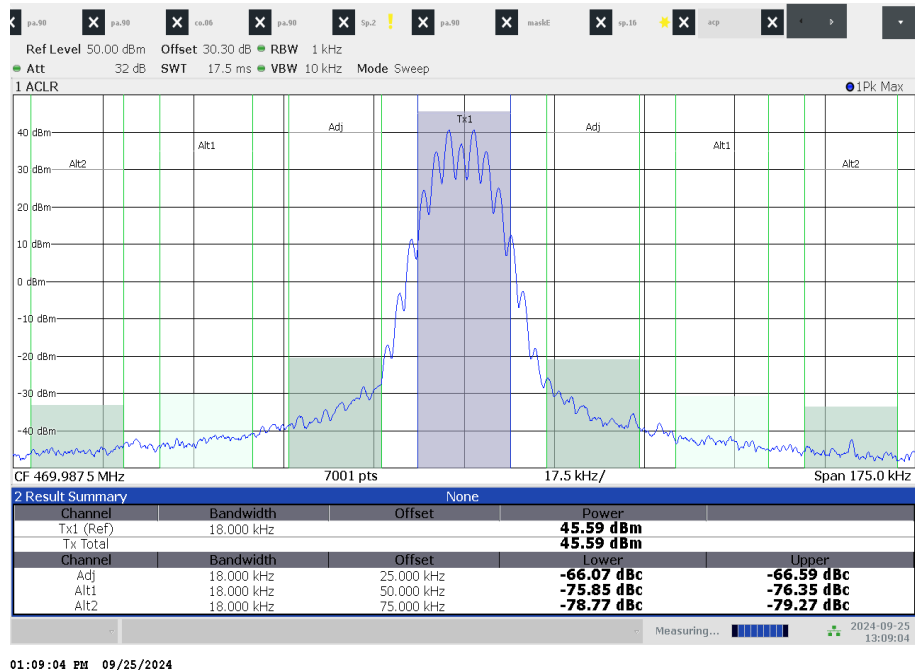 pa.90 pa.90 co.06 pa.90 Sp.2 pa.90 maskE sp.16 acp
Ref Level 50.00 dBm Offset 30.30 dB RBW 1 kHz
Att 32 dB SWT 17.5 ms VBW 10 kHz Mode Sweep
1 ACLR 1Pk Max
Tx1
Adj Adj
40 dBm
Alt1 Alt1
Alt2 Alt2
30 dBm
20 dBm
10 dBm
0 dBm
-10 dBm
-20 dBm
-30 dBm
-40 dBm
CF 469.9875 MHz 7001 pts 17.5 kHz/ Span 175.0 kHz
2 Result Summary None
Channel Bandwidth Offset Power
Tx1 (Ref) 18.000 kHz 45.59 dBm
Tx Total 45.59 dBm
Channel Bandwidth Offset Lower Upper
Adj 18.000 kHz 25.000 kHz -66.07 dBc -66.59 dBc
Alt1 18.000 kHz 50.000 kHz -75.85 dBc -76.35 dBc
Alt2 18.000 kHz 75.000 kHz -78.77 dBc -79.27 dBc
Measuring... 2024-09-25
13:09:04
01:09:04 PM 09/25/2024